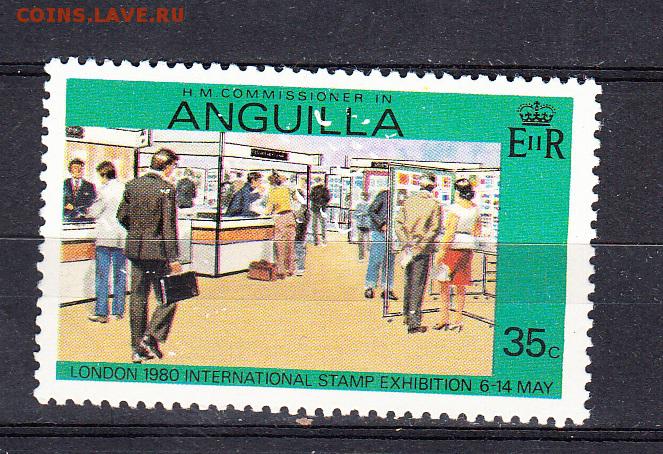 COINS.LAVE.RU
H.M.COMMISSIONER IN
ANGUILLA
EIIR
35c
LONDON 1980 INTERNATIONAL STAMP EXHIBITION 6-14 MAY